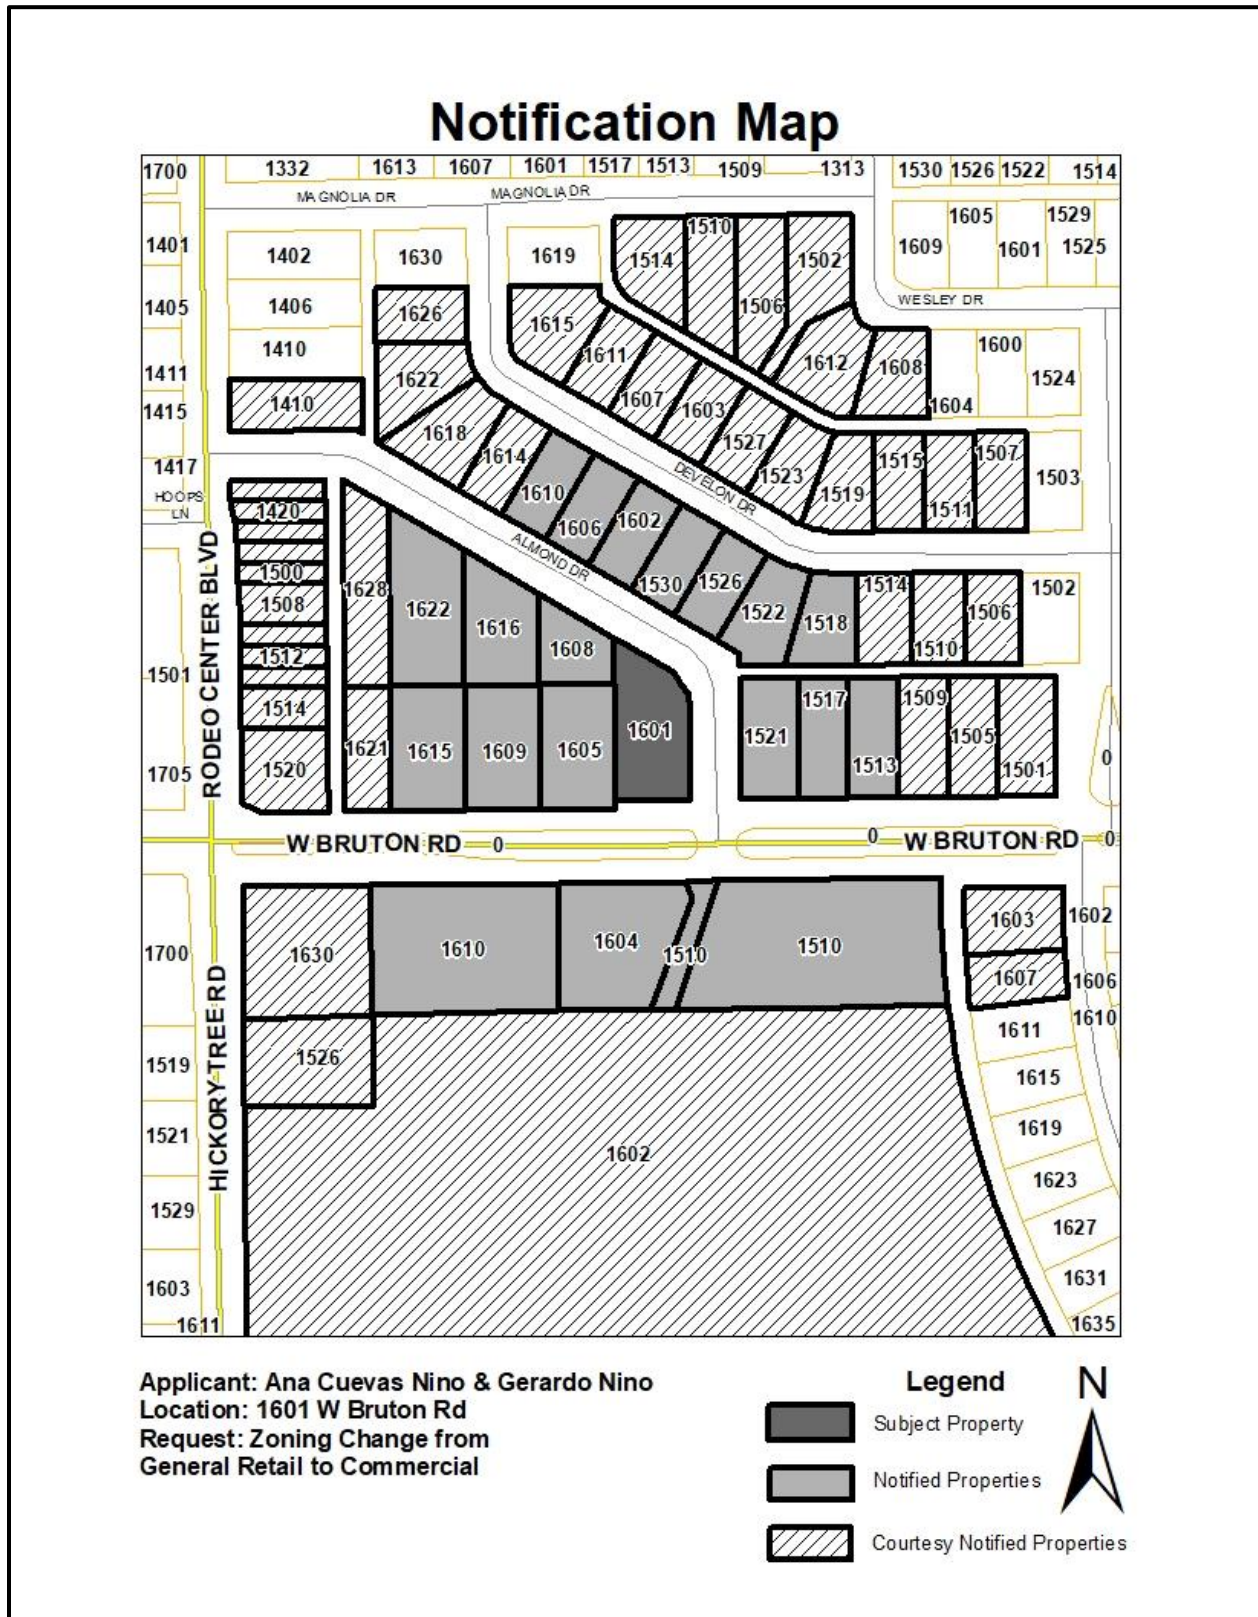 Notification Map
1700 1332 1613 1607 1601 1517 1513 1509 1313 1530 1526 1522 1514
MAGNOLIA DR MAGNOLIA DR
1401 1402 1630 1619 1514 1510 1506 1502 1609 1605 1601 1529 1525
WESLEY DR
1405 1406 1626 1615 1611 1612 1608 1600
1411 1410 1622 1607 1603 1604 1524
1415 1410 1618 1614 1527 1523 1519 1515 1511 1507 1503
1417
HOOPS
LN
DEVELON DR
ALMOND DR
RODEO CENTER BLVD
1420 1610 1606 1602 1530 1526 1522 1518 1514 1510 1506 1502
1500 1628 1622 1616 1608
1508
1512
1501 1514 1621 1615 1609 1605 1601 1521 1517 1513 1509 1505 1501
1705 1520 0
W BRUTON RD 0 0 W BRUTON RD 0
1700 1630 1610 1604 1510 1510 1603 1602
1607 1606
HICKORY TREE RD
1519 1526 1611 1610
1615
1521 1602 1619
1529 1623
1627
1603 1631
1611 1635
Applicant: Ana Cuevas Nino & Gerardo Nino
Location: 1601 W Bruton Rd
Request: Zoning Change from
General Retail to Commercial
Legend
Subject Property
Notified Properties
Courtesy Notified Properties
N